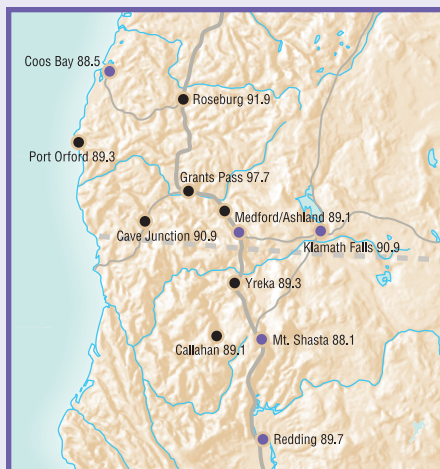 Coos Bay 88.5
Roseburg 91.9
Port Orford 89.3
Grants Pass 97.7
Medford/Ashland 89.1
Cave Junction 90.9
Klamath Falls 90.9
Yreka 89.3
Callahan 89.1
Mt. Shasta 88.1
Redding 89.7